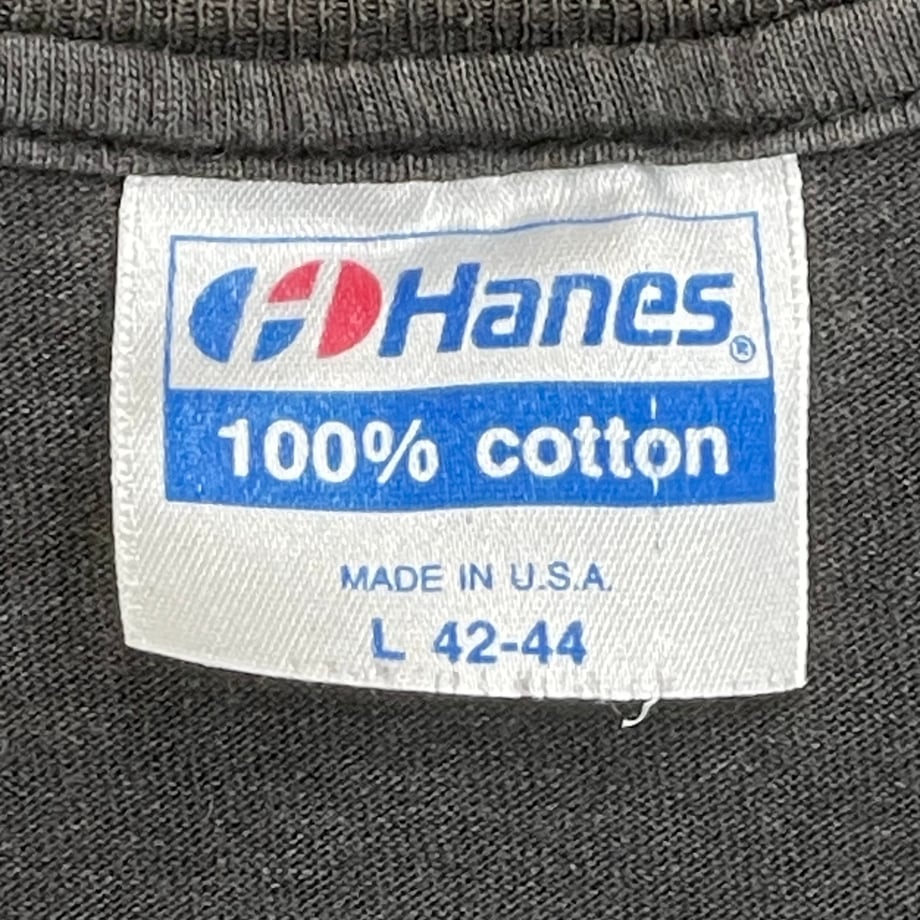 Hanes®
100% cotton
MADE IN U.S.A.
L 42-44